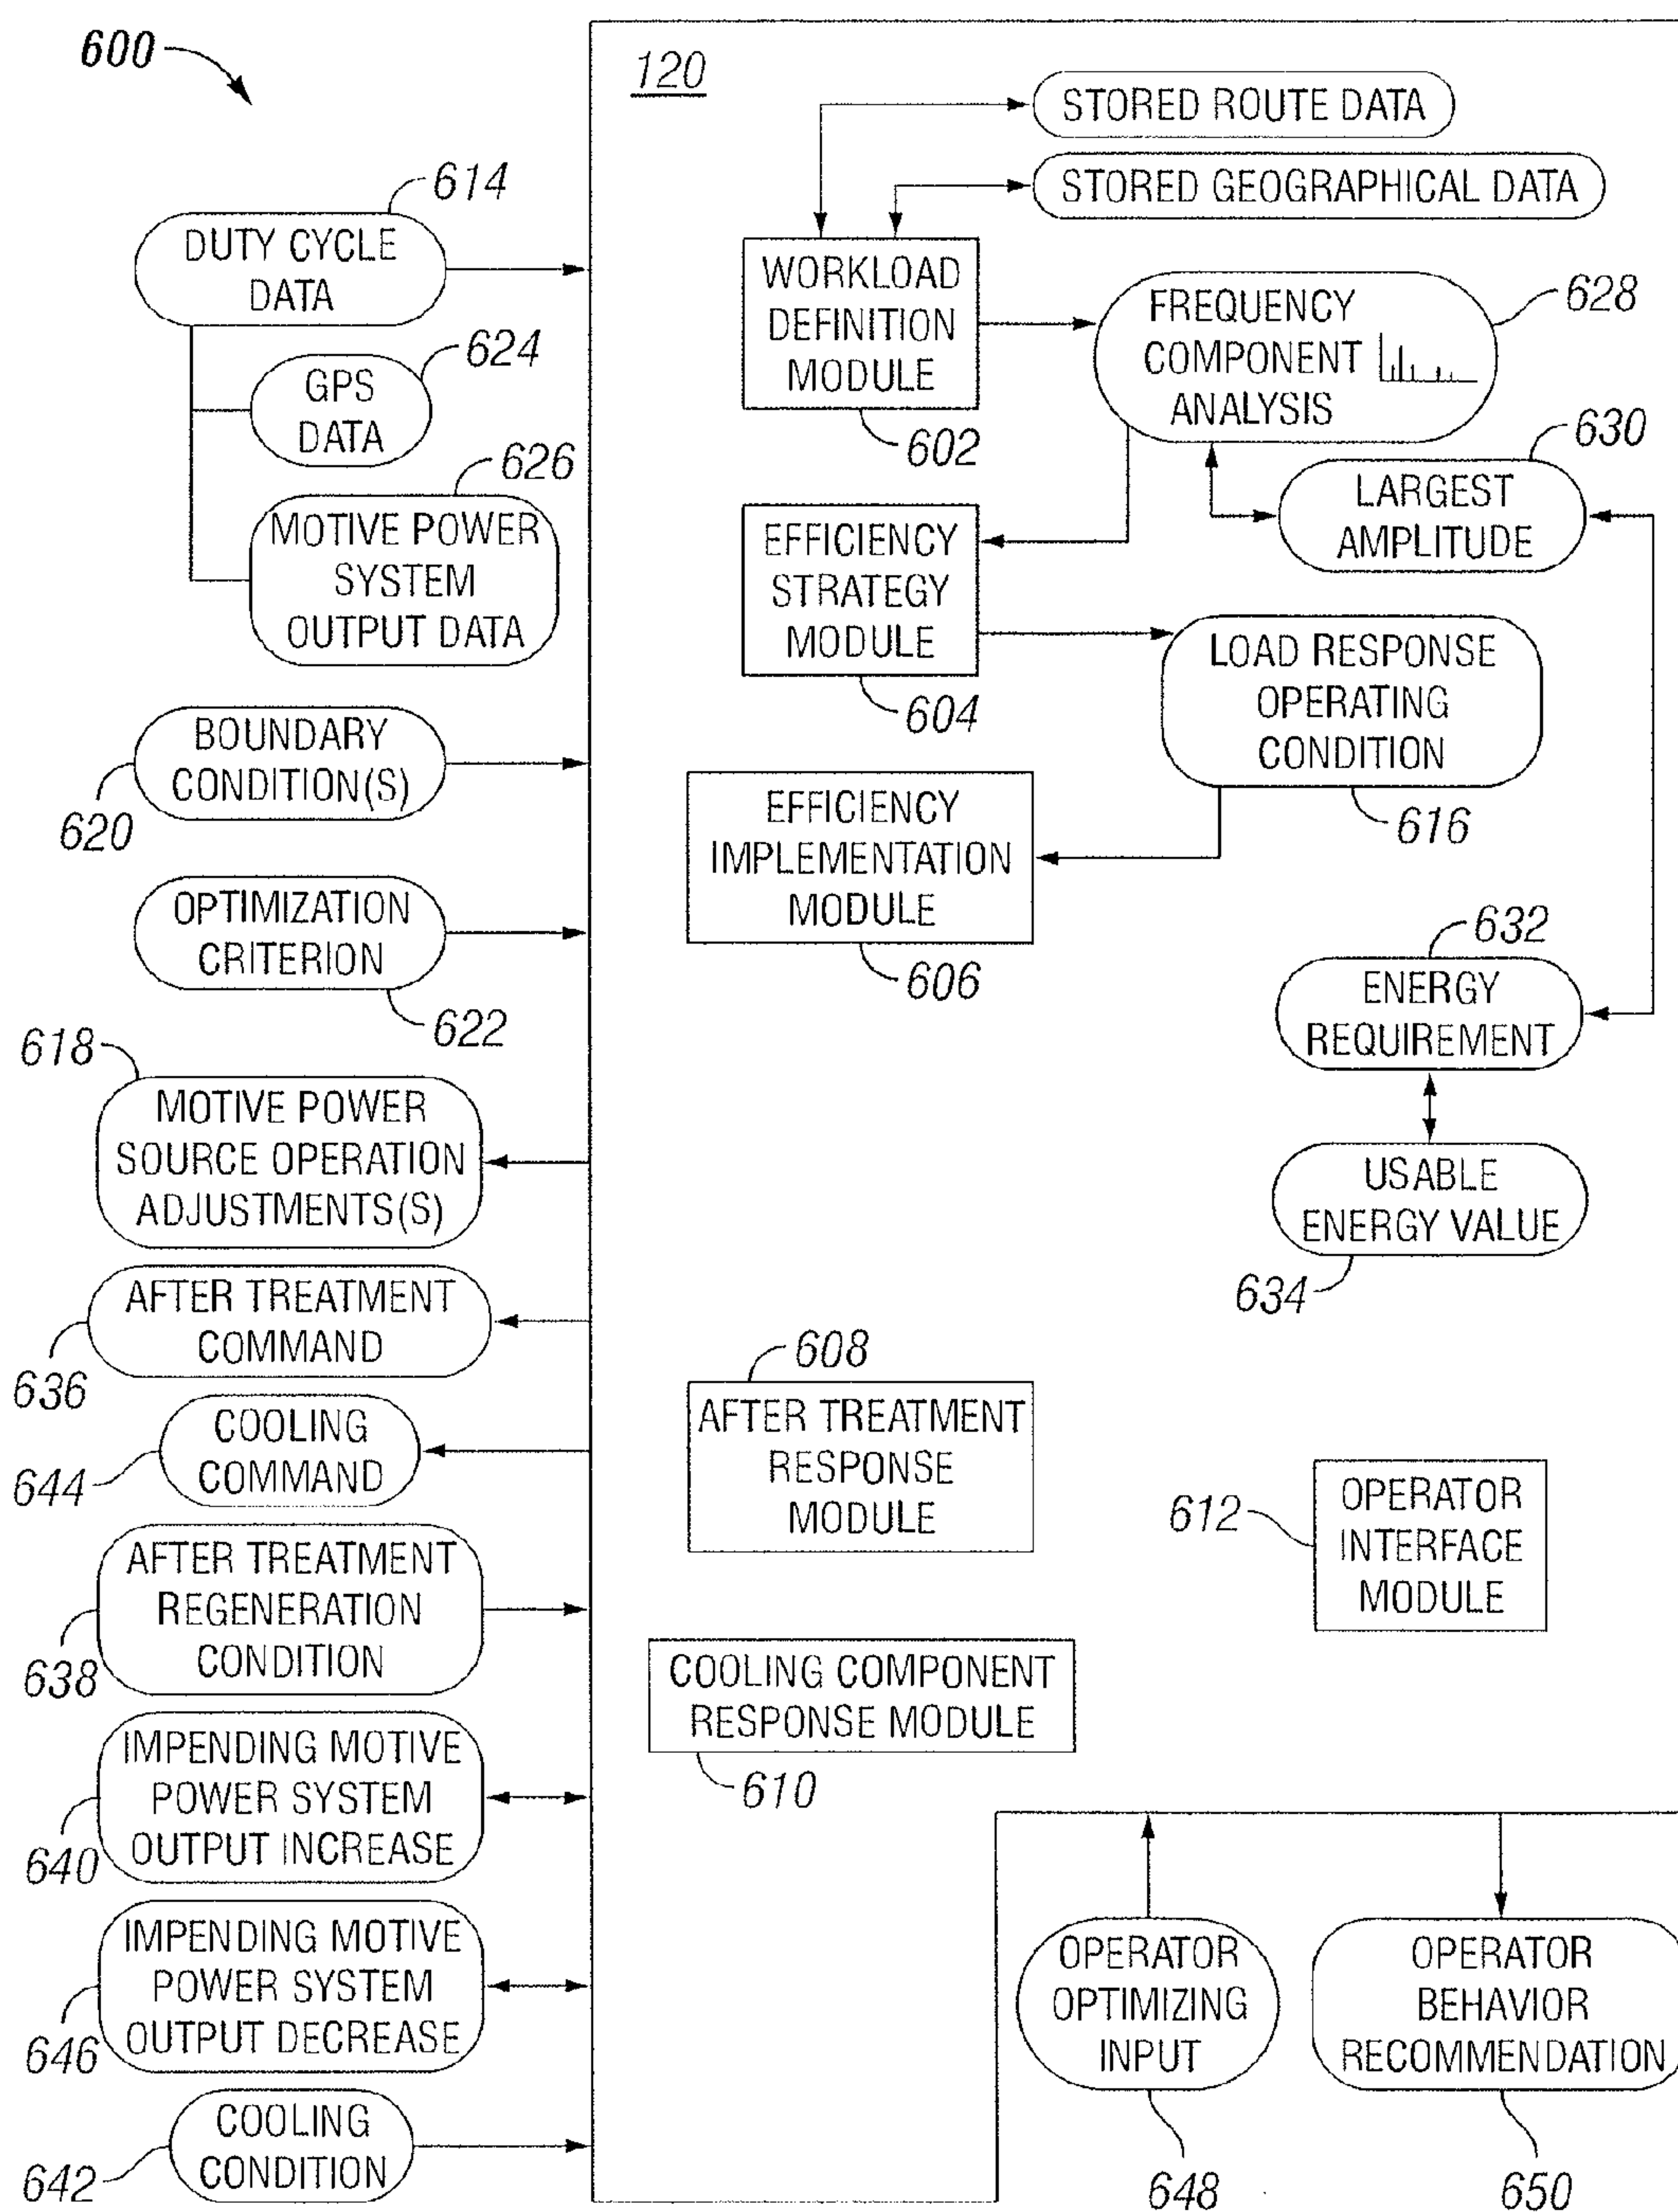 600
120
STORED ROUTE DATA
STORED GEOGRAPHICAL DATA
614
DUTY CYCLE
DATA
624
GPS
DATA
626
MOTIVE POWER
SYSTEM
OUTPUT DATA
BOUNDARY
CONDITION(S)
620
OPTIMIZATION
CRITERION
622
618
MOTIVE POWER
SOURCE OPERATION
ADJUSTMENTS(S)
AFTER TREATMENT
COMMAND
636
COOLING
COMMAND
644
AFTER TREATMENT
REGENERATION
CONDITION
638
IMPENDING MOTIVE
POWER SYSTEM
OUTPUT INCREASE
640
IMPENDING MOTIVE
POWER SYSTEM
OUTPUT DECREASE
646
COOLING
CONDITION
642
WORKLOAD
DEFINITION
MODULE
602
FREQUENCY
COMPONENT
ANALYSIS
628
630
LARGEST
AMPLITUDE
EFFICIENCY
STRATEGY
MODULE
604
LOAD RESPONSE
OPERATING
CONDITION
616
EFFICIENCY
IMPLEMENTATION
MODULE
606
632
ENERGY
REQUIREMENT
USABLE
ENERGY VALUE
634
608
AFTER TREATMENT
RESPONSE
MODULE
612
OPERATOR
INTERFACE
MODULE
COOLING COMPONENT
RESPONSE MODULE
610
OPERATOR
OPTIMIZING
INPUT
648
OPERATOR
BEHAVIOR
RECOMMENDATION
650